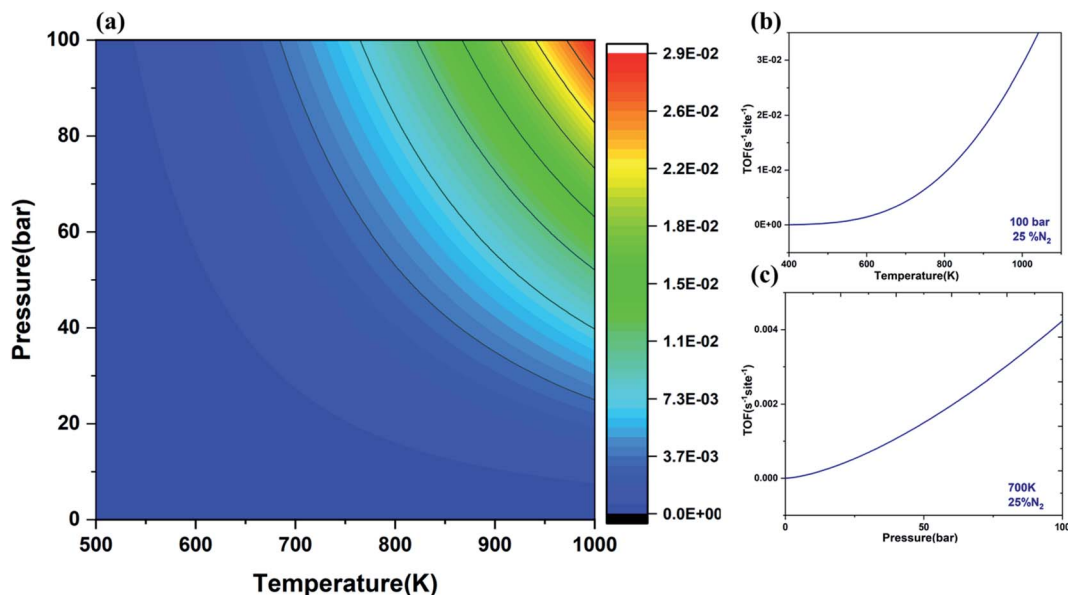 (a)
100
80
60
40
20
0
Pressure(bar)
500 600 700 800 900 1000
Temperature(K)
2.9E-02
2.6E-02
2.2E-02
1.8E-02
1.5E-02
1.1E-02
7.3E-03
3.7E-03
0.0E+00
(b)
3E-02
2E-02
1E-02
0E+00
TOF(s⁻¹site⁻¹)
100 bar
25 %N₂
400 600 800 1000
Temperature(K)
(c)
0.004
0.002
0.000
TOF(s⁻¹site⁻¹)
700K
25%N₂
0 50 100
Pressure(bar)